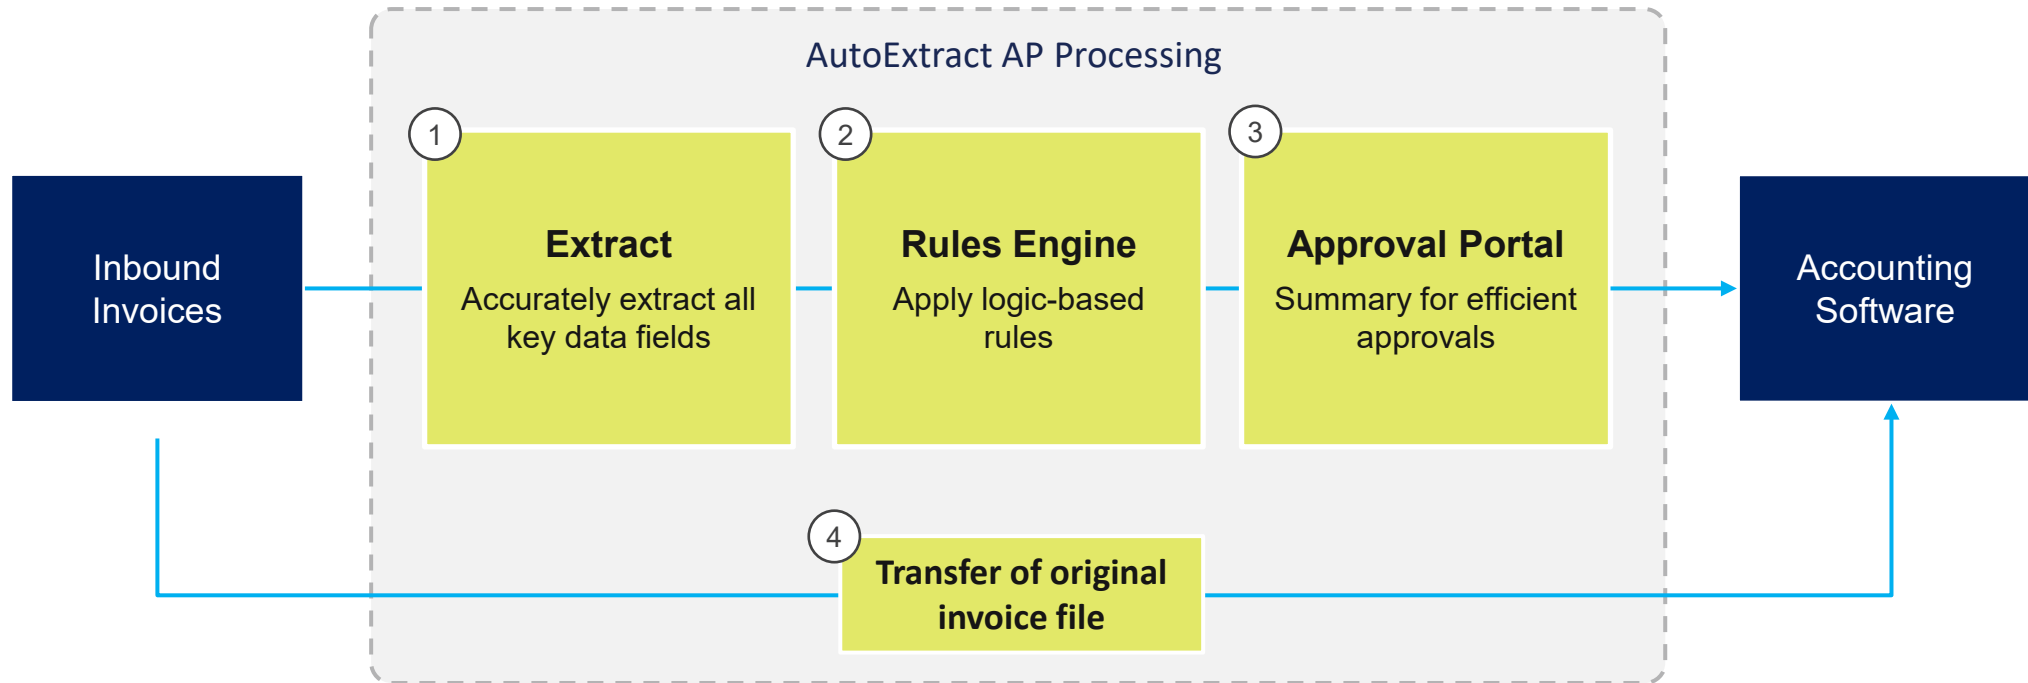 AutoExtract AP Processing
1
2
3
Inbound
Invoices
Extract
Accurately extract all
key data fields
Rules Engine
Apply logic-based
rules
Approval Portal
Summary for efficient
approvals
Accounting
Software
4
Transfer of original
invoice file